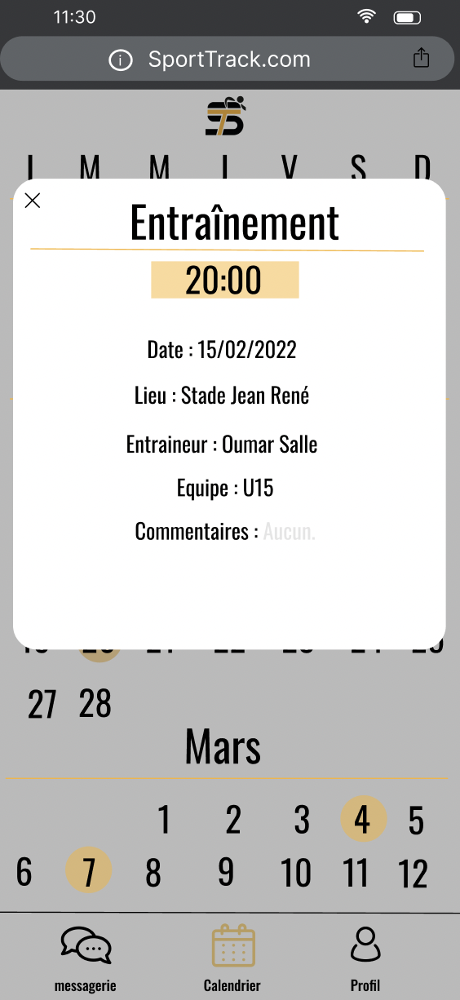 11:30
SportTrack.com
L M M J V S D
Entraînement
20:00
Date : 15/02/2022
Lieu : Stade Jean René
Entraineur : Oumar Salle
Equipe : U15
Commentaires : Aucun.
27 28
Mars
1 2 3 4 5
6 7 8 9 10 11 12
messagerie Calendrier Profil